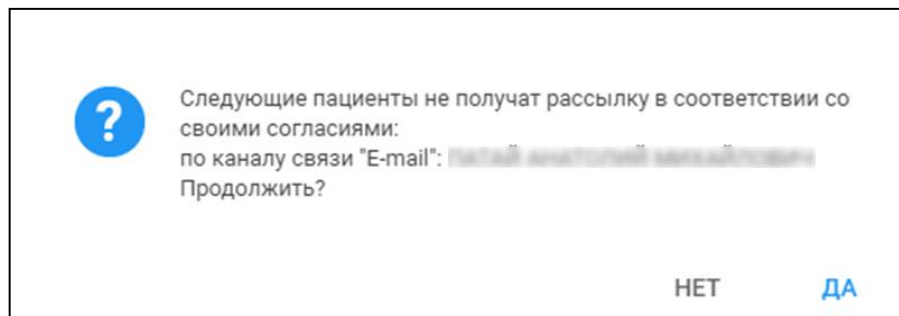 ?
Следующие пациенты не получат рассылку в соответствии со
своими согласиями:
по каналу связи "E-mail":
Продолжить?
НЕТ ДА